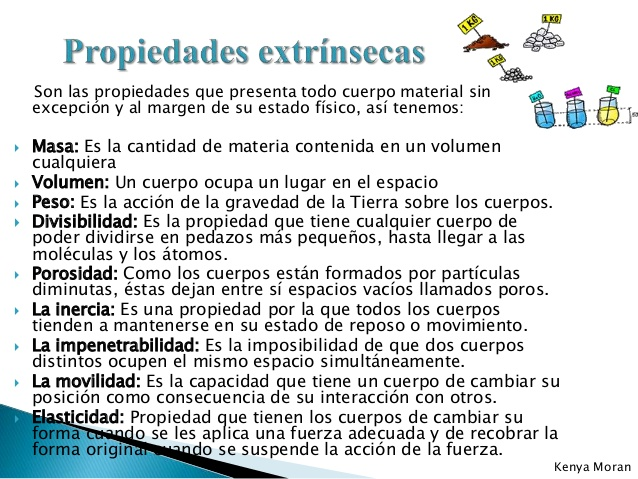 Propiedades extrínsecas
1 KG
1 KG
1 KG
Son las propiedades que presenta todo cuerpo material sin
excepción y al margen de su estado físico, así tenemos:
Masa: Es la cantidad de materia contenida en un volumen
cualquiera
Volumen: Un cuerpo ocupa un lugar en el espacio
Peso: Es la acción de la gravedad de la Tierra sobre los cuerpos.
Divisibilidad: Es la propiedad que tiene cualquier cuerpo de
poder dividirse en pedazos más pequeños, hasta llegar a las
moléculas y los átomos.
Porosidad: Como los cuerpos están formados por partículas
diminutas, éstas dejan entre sí espacios vacíos llamados poros.
La inercia: Es una propiedad por la que todos los cuerpos
tienden a mantenerse en su estado de reposo o movimiento.
La impenetrabilidad: Es la imposibilidad de que dos cuerpos
distintos ocupen el mismo espacio simultáneamente.
La movilidad: Es la capacidad que tiene un cuerpo de cambiar su
posición como consecuencia de su interacción con otros.
Elasticidad: Propiedad que tienen los cuerpos de cambiar su
forma cuando se les aplica una fuerza adecuada y de recobrar la
forma original cuando se suspende la acción de la fuerza.
Kenya Moran